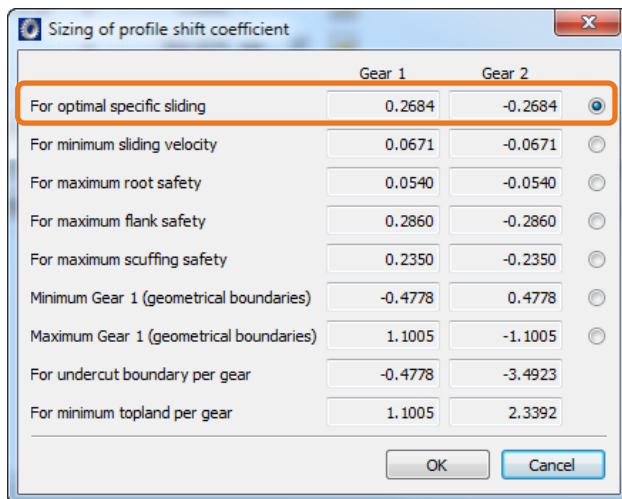 Sizing of profile shift coefficient
Gear 1 Gear 2
For optimal specific sliding 0.2684 -0.2684
For minimum sliding velocity 0.0671 -0.0671
For maximum root safety 0.0540 -0.0540
For maximum flank safety 0.2860 -0.2860
For maximum scuffing safety 0.2350 -0.2350
Minimum Gear 1 (geometrical boundaries) -0.4778 0.4778
Maximum Gear 1 (geometrical boundaries) 1.1005 -1.1005
For undercut boundary per gear -0.4778 -3.4923
For minimum topland per gear 1.1005 2.3392
OK Cancel